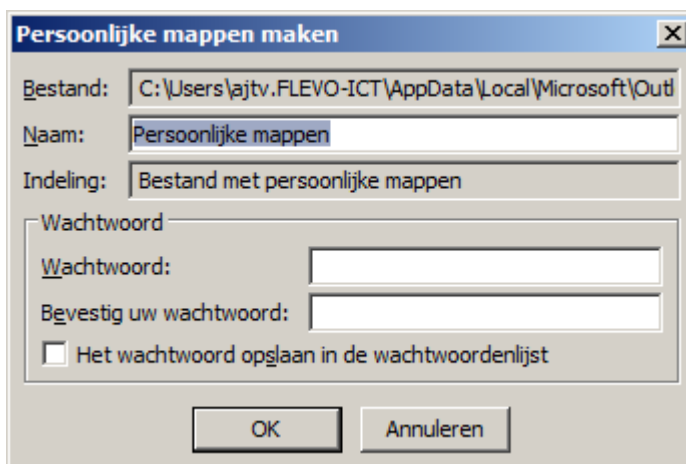 Persoonlijke mappen maken
Bestand: C:\Users\ajtv.FLEVO-ICT\AppData\Local\Microsoft\Outl
Naam: Persoonlijke mappen
Indeling: Bestand met persoonlijke mappen
Wachtwoord
Wachtwoord:
Bevestig uw wachtwoord:
Het wachtwoord opslaan in de wachtwoordenlijst
OK Annuleren